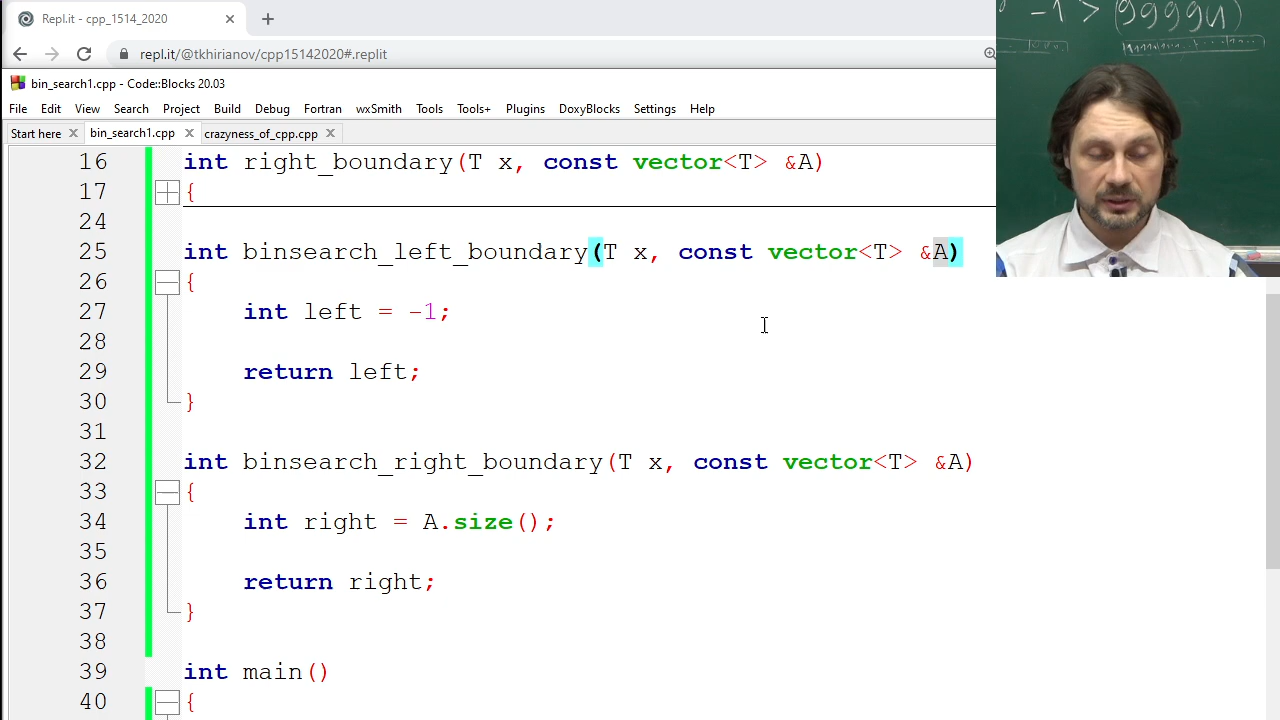 Repl.it - cpp_1514_2020
repl.it/@tkhirianov/cpp15142020#.replit
bin_search1.cpp - Code::Blocks 20.03
File Edit View Search Project Build Debug Fortran wxSmith Tools Tools+ Plugins DoxyBlocks Settings Help
Start here bin_search1.cpp crazyness_of_cpp.cpp
16 int right_boundary(T x, const vector<T> &A)
17 {
24
25 int binsearch_left_boundary(T x, const vector<T> &A)
26 {
27 int left = -1;
28
29 return left;
30 }
31
32 int binsearch_right_boundary(T x, const vector<T> &A)
33 {
34 int right = A.size();
35
36 return right;
37 }
38
39 int main()
40 {
-1 > (9999u)